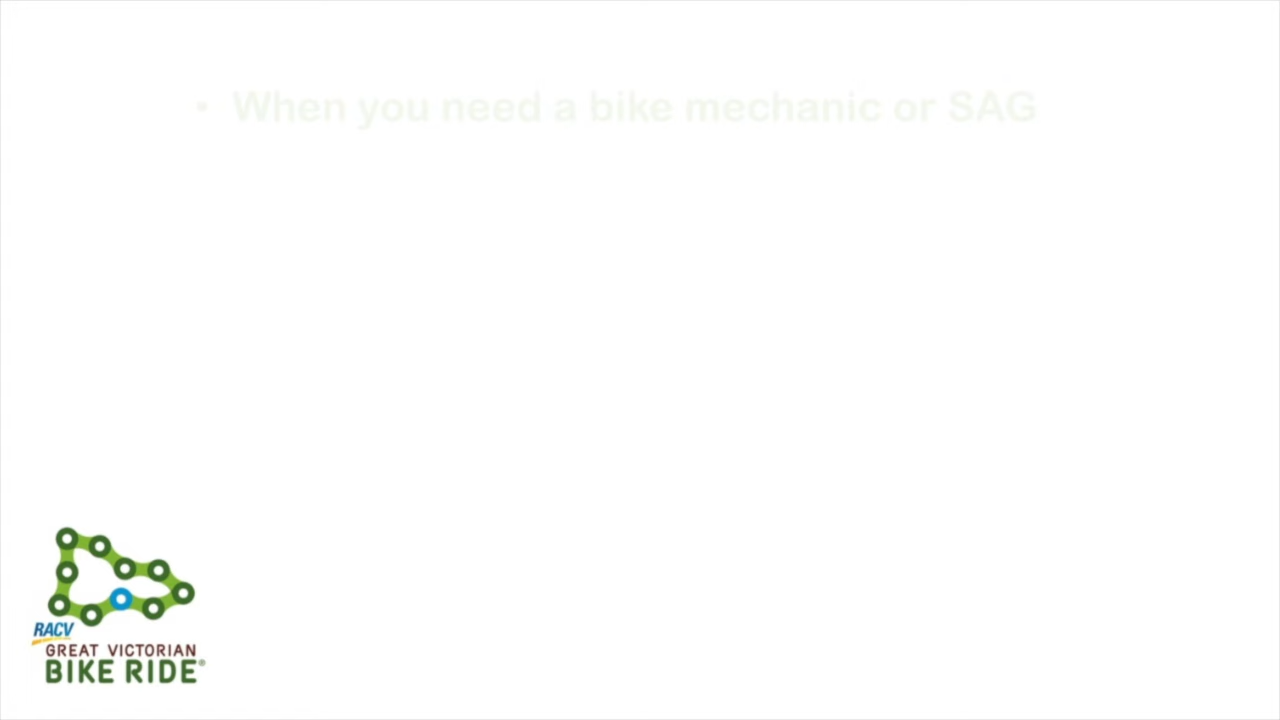 • When you need a bike mechanic or SAG
RACV
GREAT VICTORIAN
BIKE RIDE®